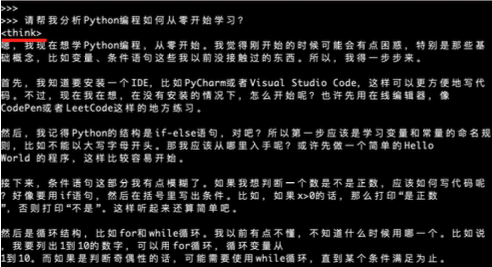 >>>
>>> 请帮我分析Python编程如何从零开始学习?
<think>
嗯,我现在想学Python编程,从零开始。我觉得刚开始的时候可能会有点困惑,特别是那些基
础概念,比如变量、条件语句这些我以前没接触过的东西。所以,我得一步步来。
首先,我知道要安装一个IDE,比如PyCharm或者Visual Studio Code,这样可以更方便地写代
码。不过,现在我在想,在没有安装的情况下,怎么开始呢?也许先用在线编辑器,像
CodePen或者LeetCode这样的地方练习。
然后,我记得Python的结构是if-else语句,对吧?所以第一步应该是学习变量和常量的命名规
则,比如不能以大写字母开头。那我应该从哪里入手呢?或许先做一个简单的Hello
World 的程序,这样比较容易开始。
接下来,条件语句这部分我有点模糊了。如果我想判断一个数是不是正数,应该如何写代码呢
?好像要用if语句,然后在括号里写出条件。比如,如果x>0的话,那么打印“是正数
”,否则打印“不是”。这样听起来还算简单吧。
然后是循环结构,比如for和while循环。我以前有点不懂,不知道什么时候用哪一个。比如说
,我要列出1到10的数字,可以用for循环,循环变量从
1到10。而如果是判断奇偶性的话,可能需要使用while循环,直到某个条件满足为止。